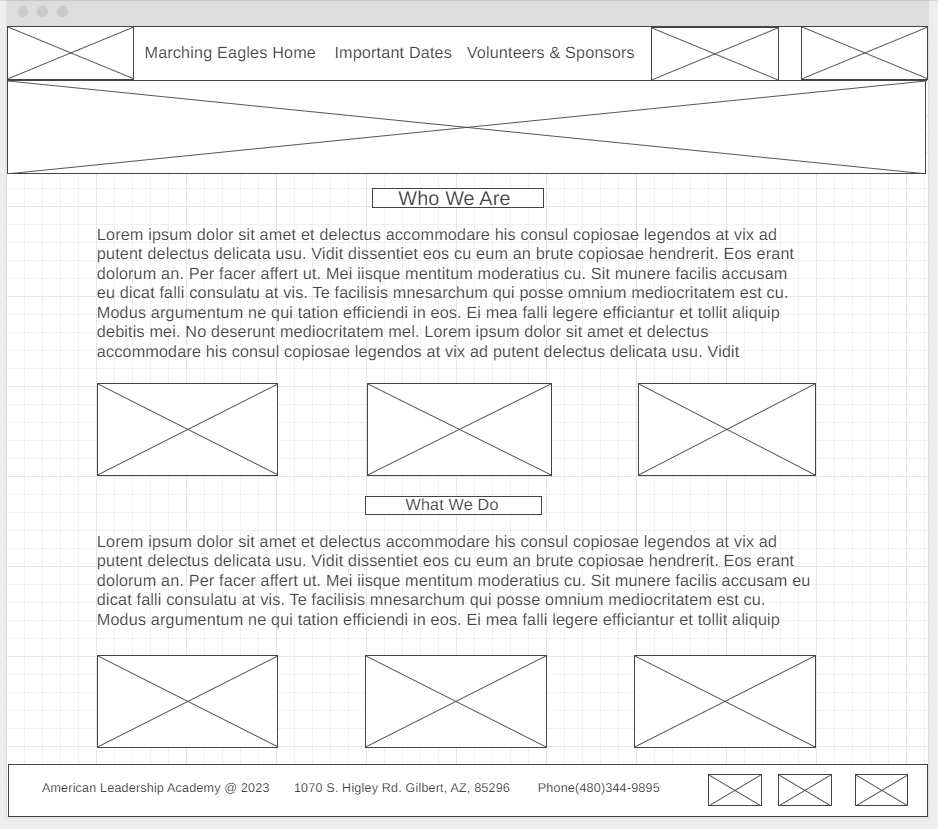 Marching Eagles Home Important Dates Volunteers & Sponsors
Who We Are
Lorem ipsum dolor sit amet et delectus accommodare his consul copiosae legendos at vix ad
putent delectus delicata usu. Vidit dissentiet eos cu eum an brute copiosae hendrerit. Eos erant
dolorum an. Per facer affert ut. Mei iisque mentitum moderatius cu. Sit munere facilis accusam
eu dicat falli consulatu at vis. Te facilisis mnesarchum qui posse omnium mediocritatem est cu.
Modus argumentum ne qui tation efficiendi in eos. Ei mea falli legere efficiantur et tollit aliquip
debitis mei. No deserunt mediocritatem mel. Lorem ipsum dolor sit amet et delectus
accommodare his consul copiosae legendos at vix ad putent delectus delicata usu. Vidit
What We Do
Lorem ipsum dolor sit amet et delectus accommodare his consul copiosae legendos at vix ad
putent delectus delicata usu. Vidit dissentiet eos cu eum an brute copiosae hendrerit. Eos erant
dolorum an. Per facer affert ut. Mei iisque mentitum moderatius cu. Sit munere facilis accusam eu
dicat falli consulatu at vis. Te facilisis mnesarchum qui posse omnium mediocritatem est cu.
Modus argumentum ne qui tation efficiendi in eos. Ei mea falli legere efficiantur et tollit aliquip
American Leadership Academy @ 2023 1070 S. Higley Rd. Gilbert, AZ, 85296 Phone(480)344-9895